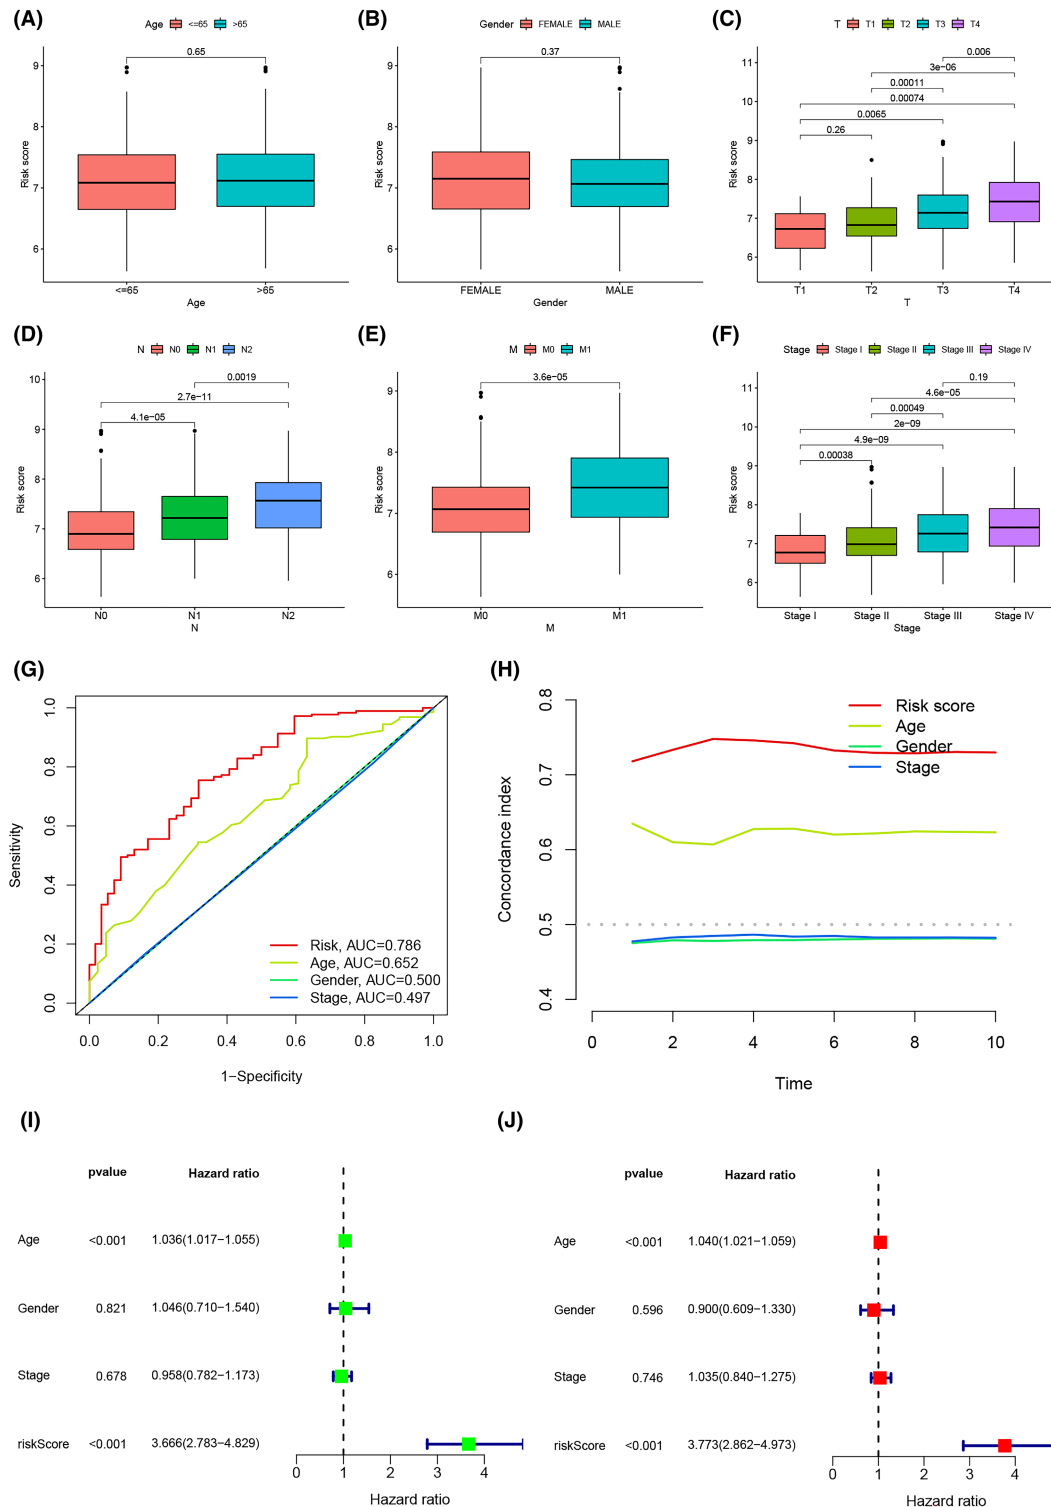 (A)
Age <=65 >65
0.65
9
8
7
6
Risk score
<=65 >65
Age
(B)
Gender FEMALE MALE
0.37
9
8
7
6
Risk score
FEMALE MALE
Gender
(C)
T T1 T2 T3 T4
0.006
3e−06
0.00011
0.00074
0.0065
0.26
11
10
9
8
7
6
Risk score
T1 T2 T3 T4
T
(D)
N N0 N1 N2
0.0019
2.7e−11
4.1e−05
10
9
8
7
6
Risk score
N0 N1 N2
N
(E)
M M0 M1
3.6e−05
9
8
7
6
Risk score
M0 M1
M
(F)
Stage Stage I Stage II Stage III Stage IV
0.19
4.6e−05
0.00049
2e−09
4.9e−09
0.00038
11
10
9
8
7
6
Risk score
Stage I Stage II Stage III Stage IV
Stage
(G)
1.0
0.8
0.6
0.4
0.2
0.0
Sensitivity
Risk, AUC=0.786
Age, AUC=0.652
Gender, AUC=0.500
Stage, AUC=0.497
0.0 0.2 0.4 0.6 0.8 1.0
1−Specificity
(H)
0.8
0.7
0.6
0.5
0.4
Concordance index
Risk score
Age
Gender
Stage
0 2 4 6 8 10
Time
(I)
pvalue Hazard ratio
Age <0.001 1.036(1.017−1.055)
Gender 0.821 1.046(0.710−1.540)
Stage 0.678 0.958(0.782−1.173)
riskScore <0.001 3.666(2.783−4.829)
0 1 2 3 4
Hazard ratio
(J)
pvalue Hazard ratio
Age <0.001 1.040(1.021−1.059)
Gender 0.596 0.900(0.609−1.330)
Stage 0.746 1.035(0.840−1.275)
riskScore <0.001 3.773(2.862−4.973)
0 1 2 3 4
Hazard ratio